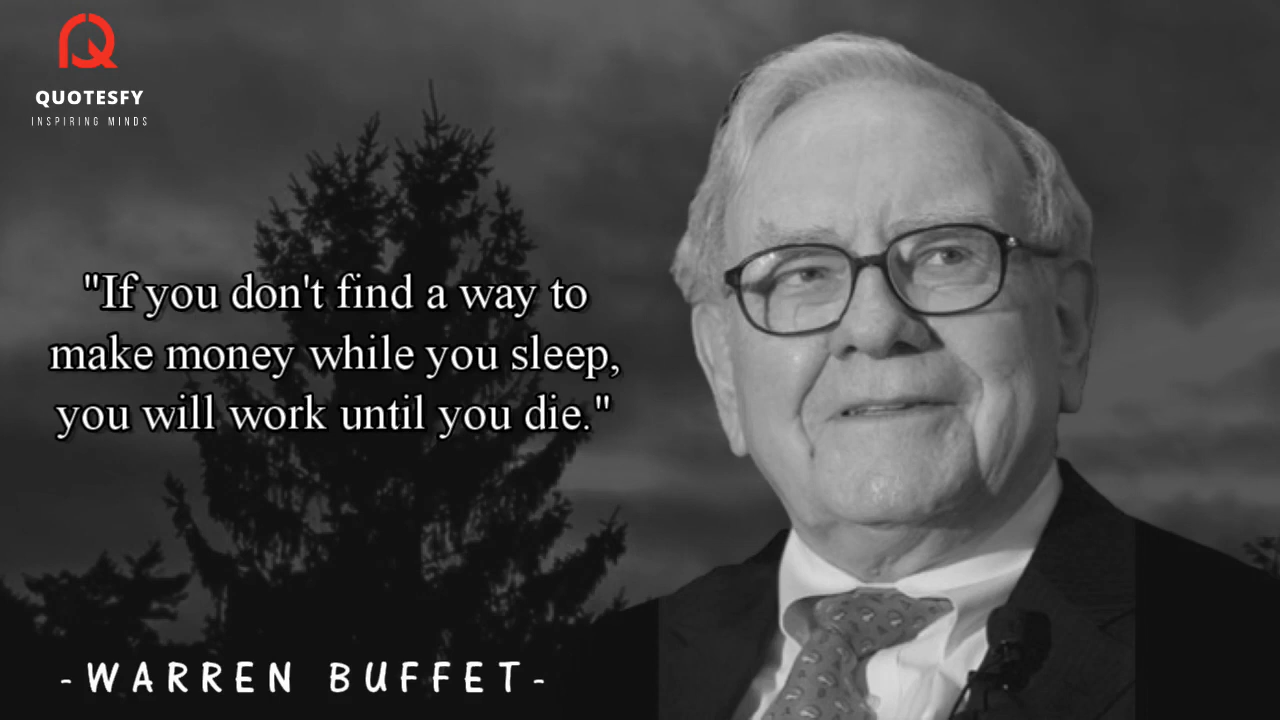 QUOTESFY
INSPIRING MINDS
"If you don't find a way to
make money while you sleep,
you will work until you die."
-WARREN BUFFET-